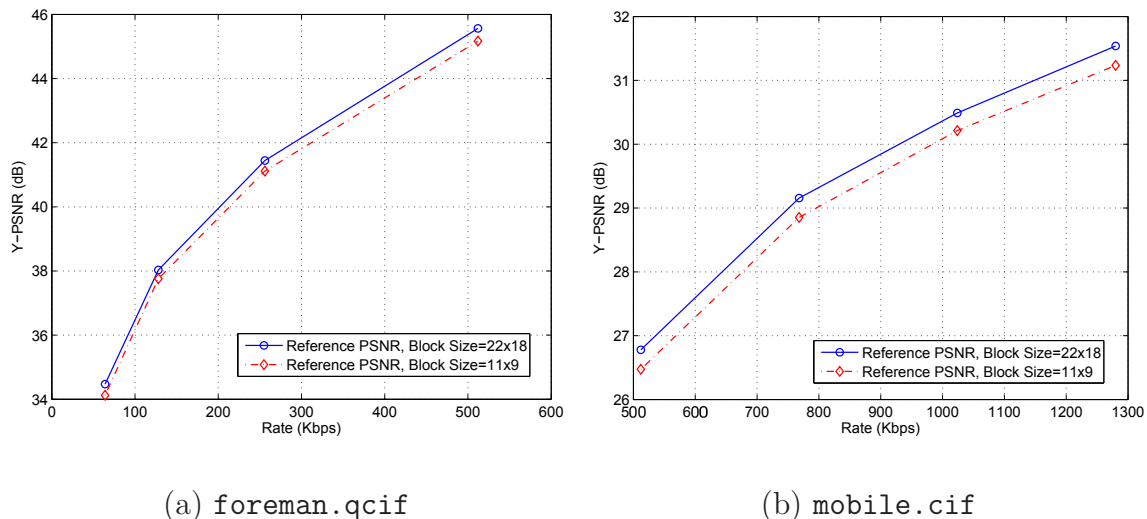 46
44
42
40
38
36
34
Y−PSNR (dB)
0 100 200 300 400 500 600
Rate (Kbps)
Reference PSNR, Block Size=22x18
Reference PSNR, Block Size=11x9
(a) foreman.qcif
32
31
30
29
28
27
26
Y−PSNR (dB)
500 600 700 800 900 1000 1100 1200 1300
Rate (Kbps)
Reference PSNR, Block Size=22x18
Reference PSNR, Block Size=11x9
(b) mobile.cif